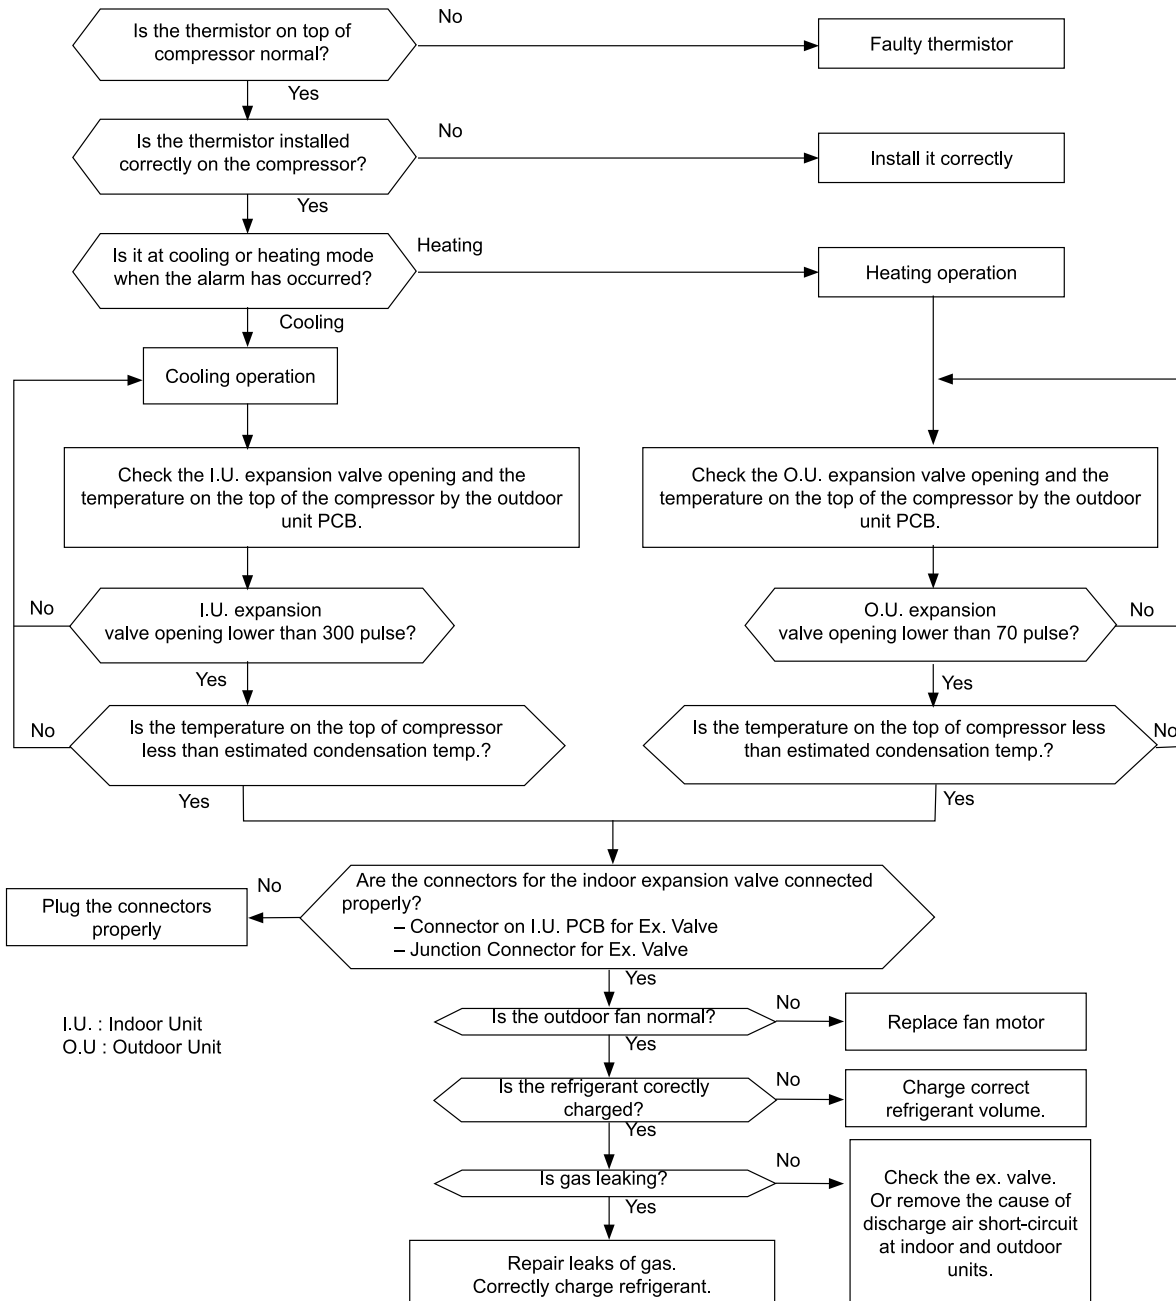 Is the thermistor on top of
compressor normal?
No
Faulty thermistor
Yes
Is the thermistor installed
correctly on the compressor?
No
Install it correctly
Yes
Is it at cooling or heating mode
when the alarm has occurred?
Heating
Heating operation
Cooling
Cooling operation
Check the I.U. expansion valve opening and the
temperature on the top of the compressor by the outdoor
unit PCB.
Check the O.U. expansion valve opening and the
temperature on the top of the compressor by the outdoor
unit PCB.
No
I.U. expansion
valve opening lower than 300 pulse?
O.U. expansion
valve opening lower than 70 pulse?
No
Yes
Yes
No
Is the temperature on the top of compressor
less than estimated condensation temp.?
Is the temperature on the top of compressor less
than estimated condensation temp.?
No
Yes
Yes
Are the connectors for the indoor expansion valve connected
properly?
– Connector on I.U. PCB for Ex. Valve
– Junction Connector for Ex. Valve
No
Plug the connectors
properly
Yes
I.U. : Indoor Unit
O.U : Outdoor Unit
Is the outdoor fan normal?
No
Replace fan motor
Yes
Is the refrigerant corectly
charged?
No
Charge correct
refrigerant volume.
Yes
Is gas leaking?
No
Check the ex. valve.
Or remove the cause of
discharge air short-circuit
at indoor and outdoor
units.
Yes
Repair leaks of gas.
Correctly charge refrigerant.